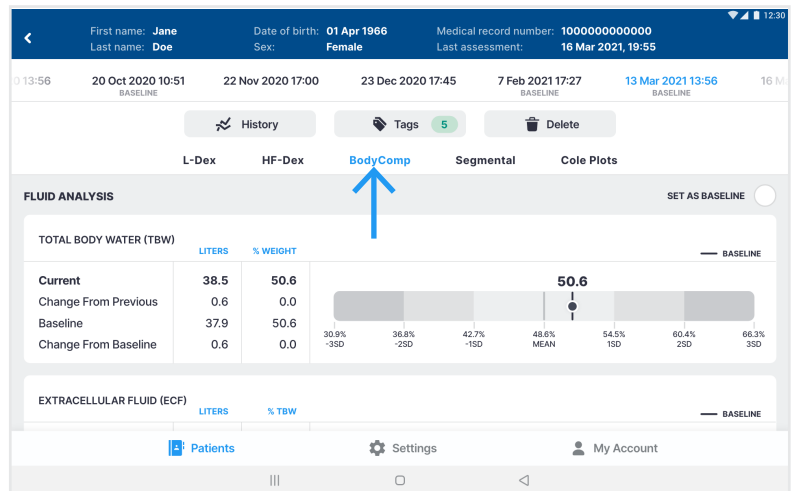 12:30
First name: Jane Date of birth: 01 Apr 1966 Medical record number: 1000000000000
Last name: Doe Sex: Female Last assessment: 16 Mar 2021, 19:55
0 13:56 20 Oct 2020 10:51 22 Nov 2020 17:00 23 Dec 2020 17:45 7 Feb 2021 17:27 13 Mar 2021 13:56 16 M
BASELINE BASELINE BASELINE
History Tags 5 Delete
L-Dex HF-Dex BodyComp Segmental Cole Plots
FLUID ANALYSIS SET AS BASELINE
TOTAL BODY WATER (TBW)
LITERS % WEIGHT BASELINE
Current 38.5 50.6 50.6
Change From Previous 0.6 0.0
Baseline 37.9 50.6
30.9% 36.8% 42.7% 48.6% 54.5% 60.4% 66.3%
Change From Baseline 0.6 0.0 -3SD -2SD -1SD MEAN 1SD 2SD 3SD
EXTRACELLULAR FLUID (ECF)
LITERS % TBW BASELINE
Patients Settings My Account